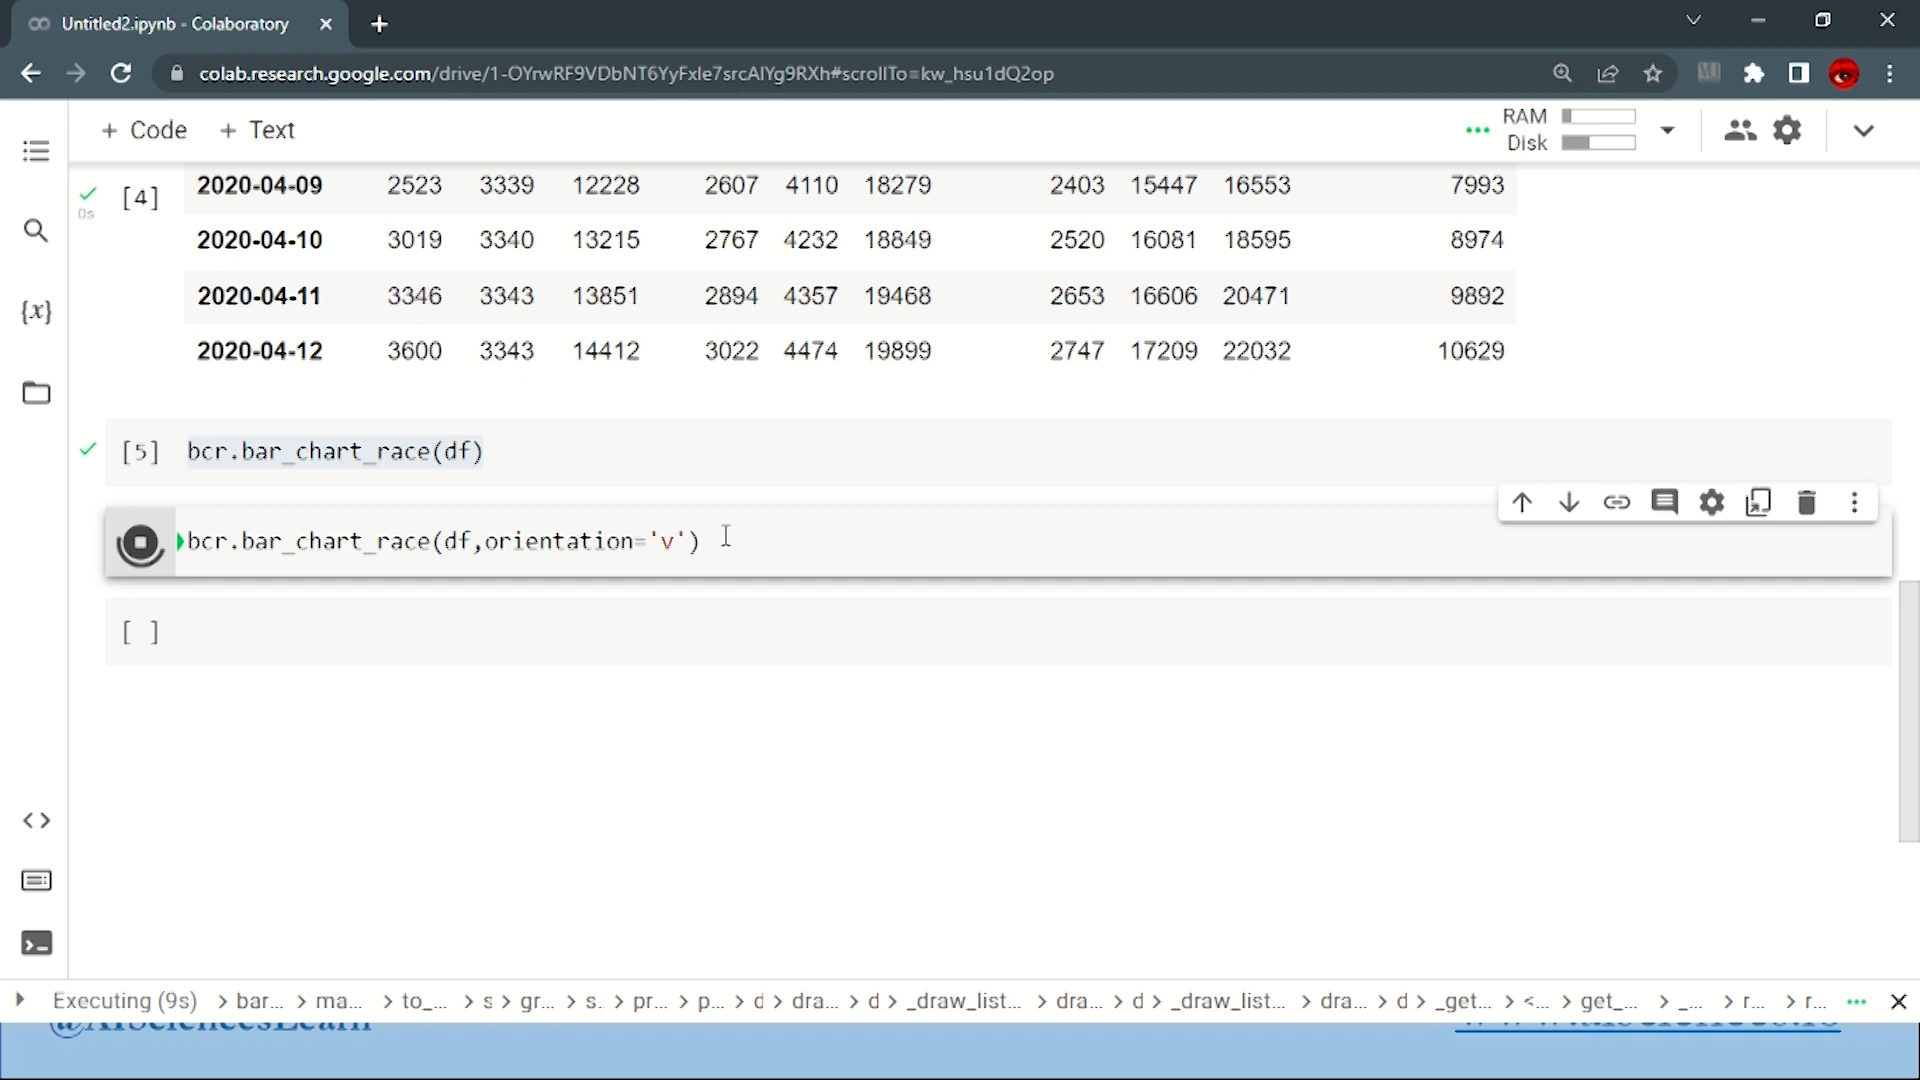 Untitled2.ipynb - Colaboratory
colab.research.google.com/drive/1-OYrwRF9VDbNT6YyFxle7srcAlYg9RXh#scrollTo=kw_hsu1dQ2op
+ Code + Text
RAM
Disk
[4] 2020-04-09 2523 3339 12228 2607 4110 18279 2403 15447 16553 7993
0s
2020-04-10 3019 3340 13215 2767 4232 18849 2520 16081 18595 8974
2020-04-11 3346 3343 13851 2894 4357 19468 2653 16606 20471 9892
2020-04-12 3600 3343 14412 3022 4474 19899 2747 17209 22032 10629
[5] bcr.bar_chart_race(df)
bcr.bar_chart_race(df,orientation='v')
[ ]
Executing (9s) > bar... > ma... > to_... > s > gr... > s. > pr... > p... > d > dra... > d > _draw_list... > dra... > d > _draw_list... > dra... > d > _get... > <... > get_... > _... > r... > r...
@AISciencesLearn